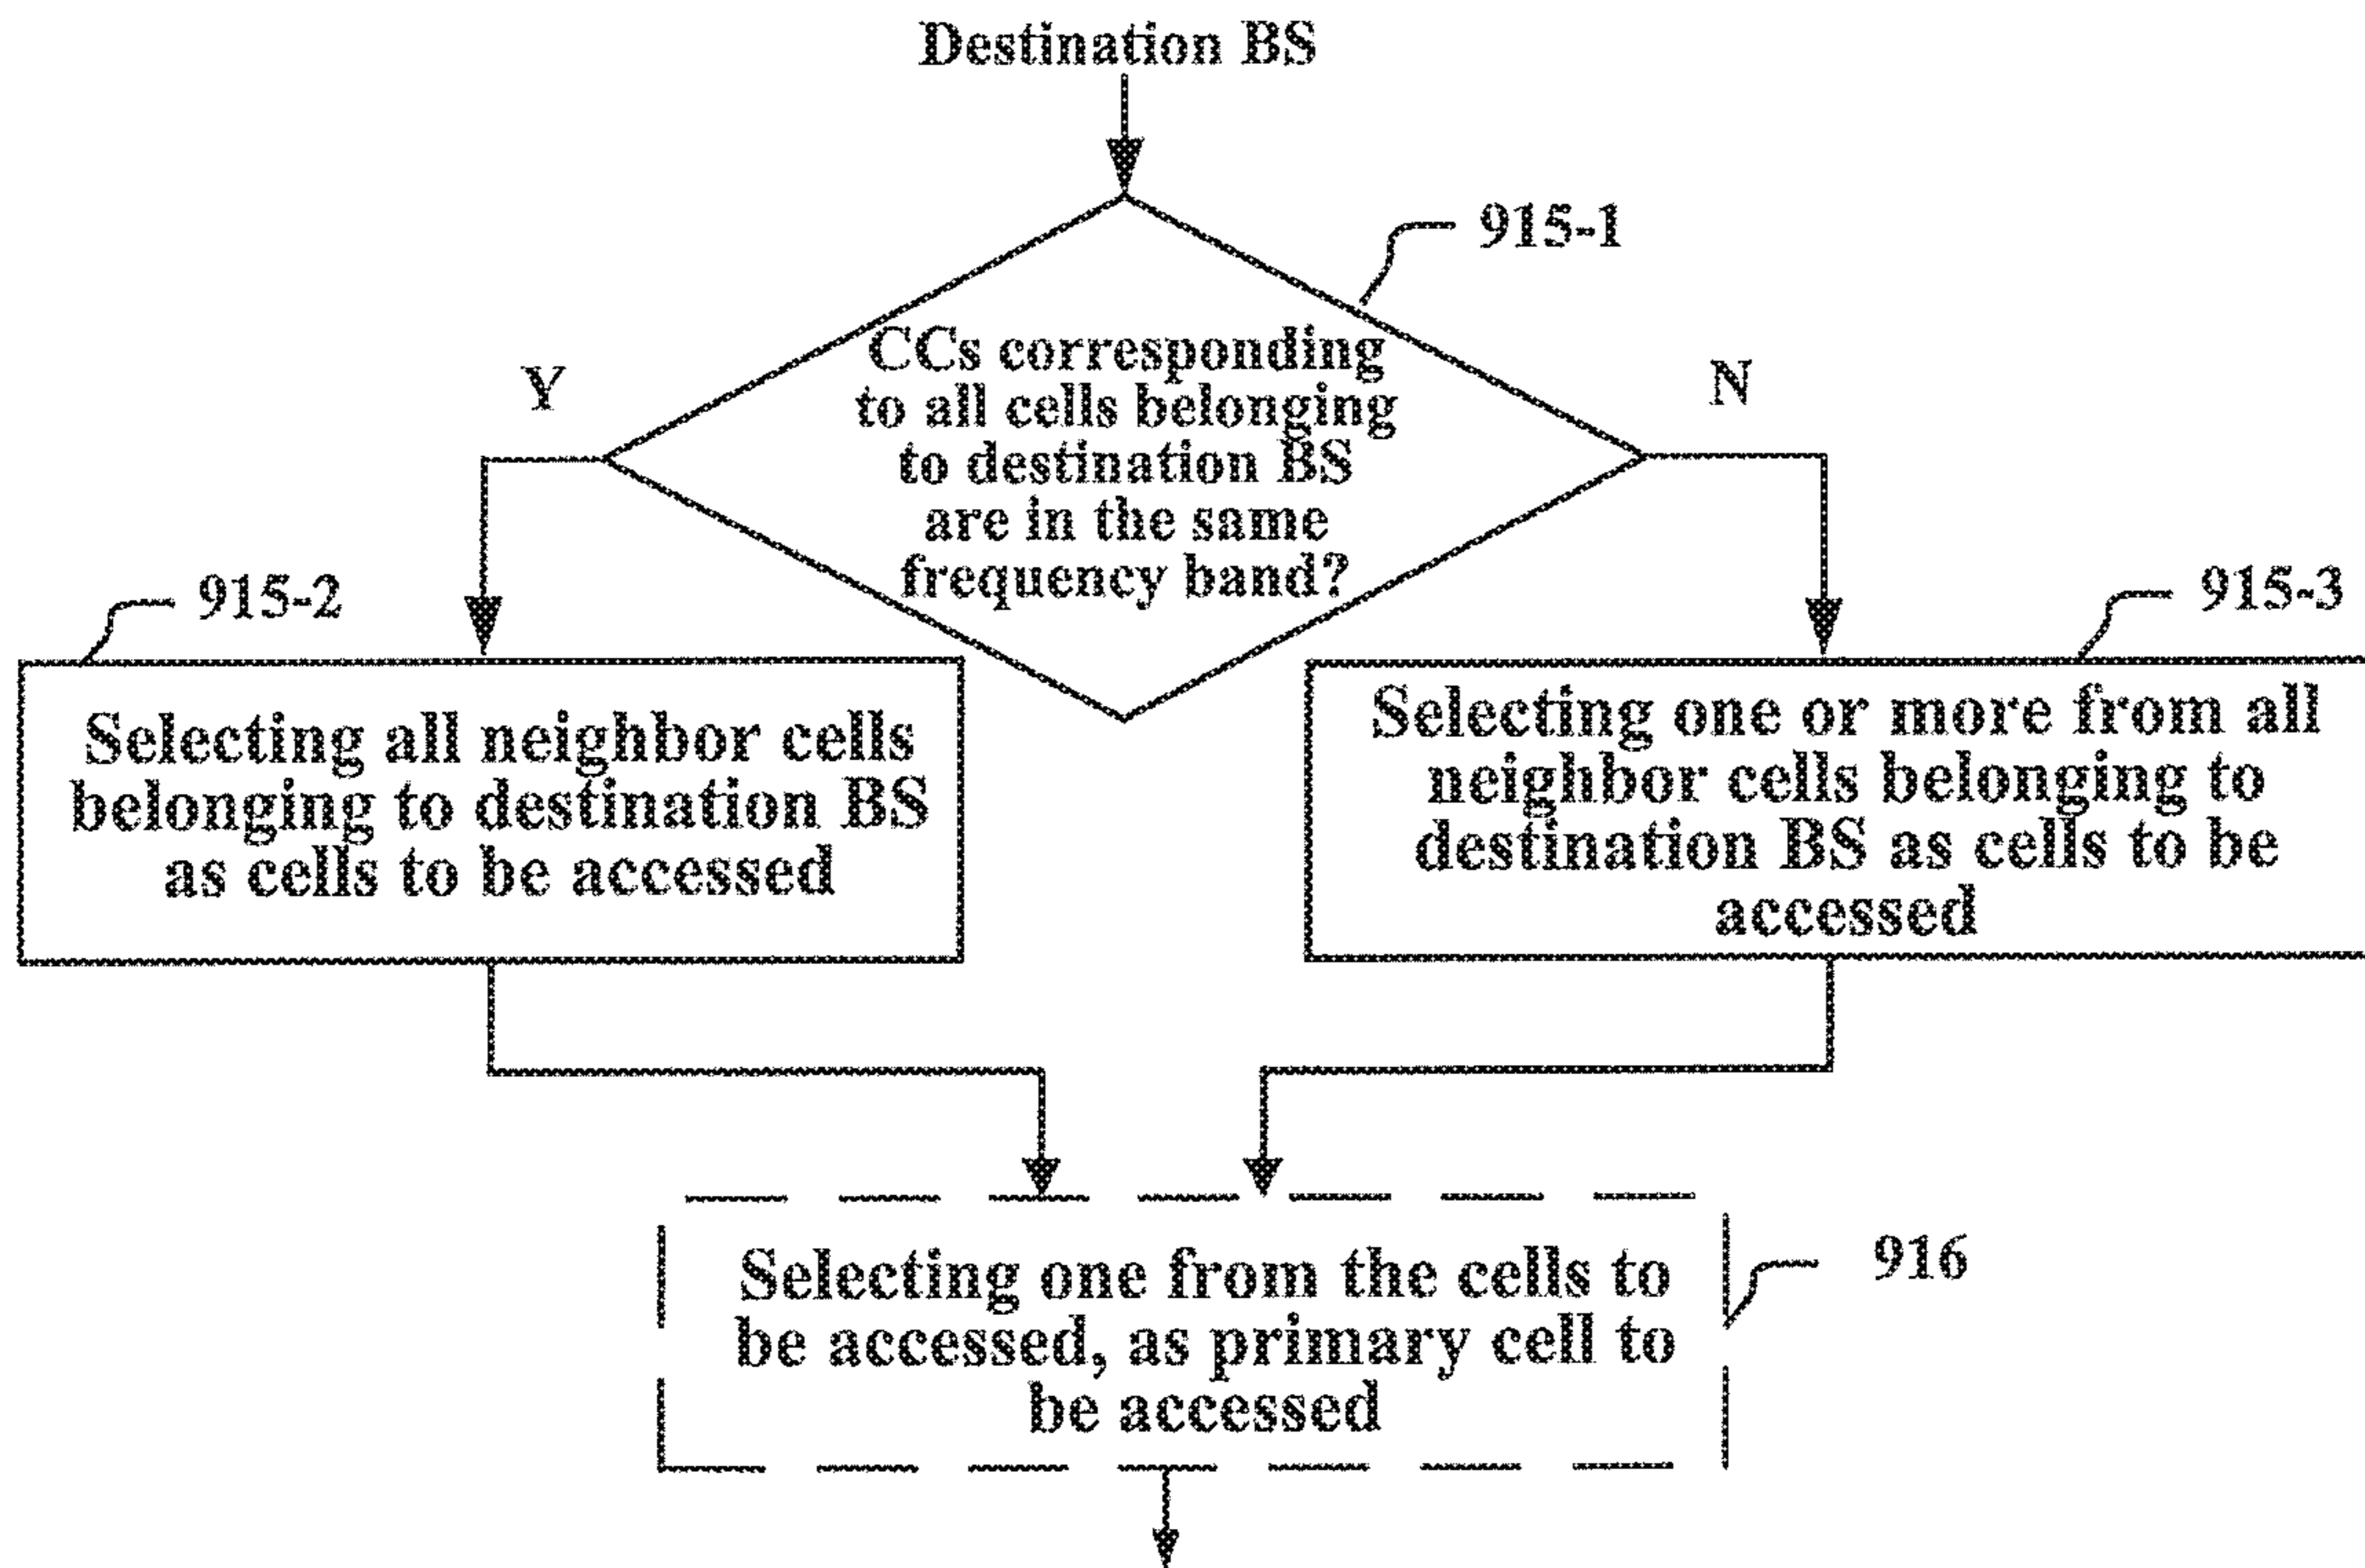 Destination BS
915-1
CCs corresponding
to all cells belonging
to destination BS
are in the same
frequency band?
Y
N
915-2
915-3
Selecting all neighbor cells
belonging to destination BS
as cells to be accessed
Selecting one or more from all
neighbor cells belonging to
destination BS as cells to be
accessed
Selecting one from the cells to
be accessed, as primary cell to
be accessed
916